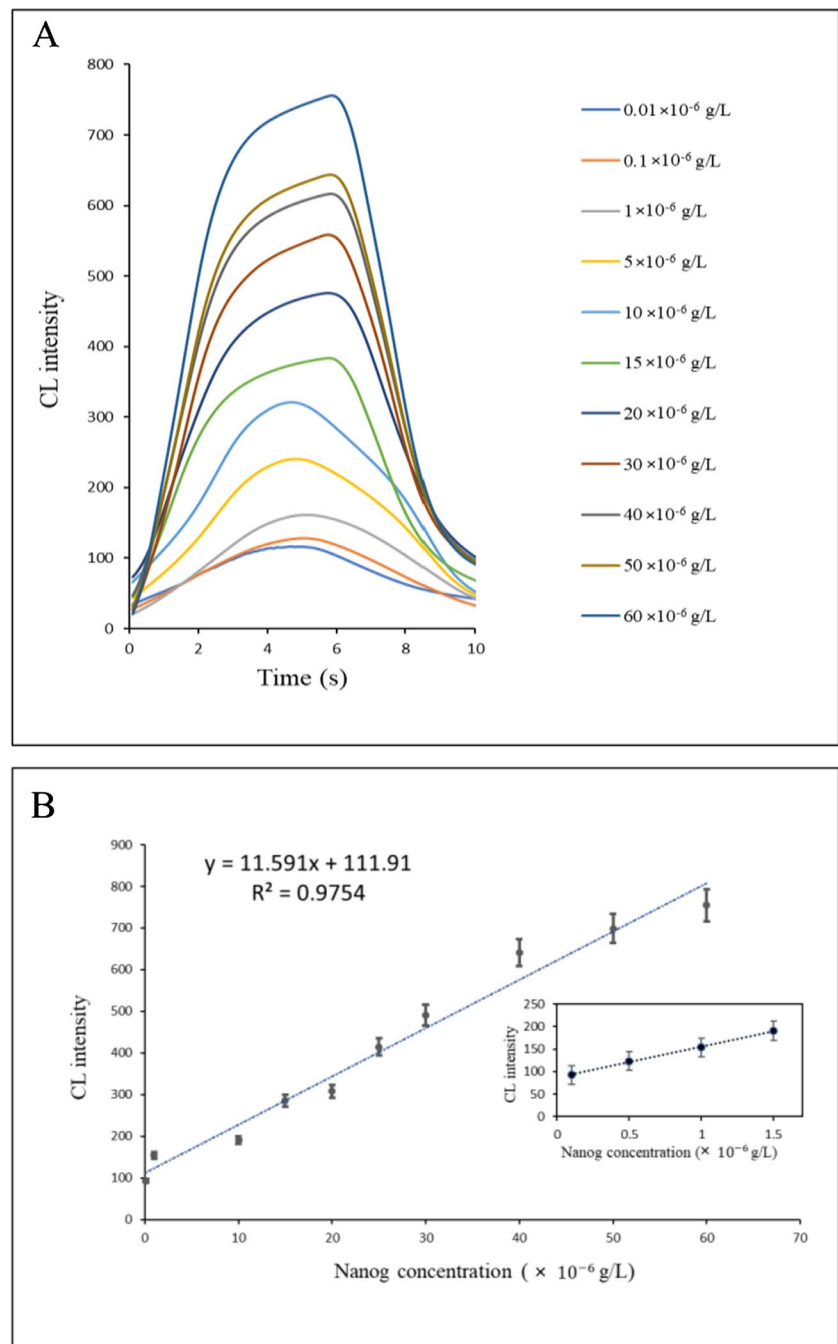 A
800
700
600
500
400
300
200
100
0
CL intensity
0 2 4 6 8 10
Time (s)
0.01×10⁻⁶ g/L
0.1 ×10⁻⁶ g/L
1 ×10⁻⁶ g/L
5×10⁻⁶ g/L
10 ×10⁻⁶ g/L
15 ×10⁻⁶ g/L
20 ×10⁻⁶ g/L
30 ×10⁻⁶ g/L
40 ×10⁻⁶ g/L
50 ×10⁻⁶ g/L
60 ×10⁻⁶ g/L
B
900
800
700
600
500
400
300
200
100
0
CL intensity
y = 11.591x + 111.91
R² = 0.9754
250
200
150
100
50
0
CL intensity
0 0.5 1 1.5
Nanog concentration (× 10⁻⁶ g/L)
0 10 20 30 40 50 60 70
Nanog concentration ( × 10⁻⁶ g/L)